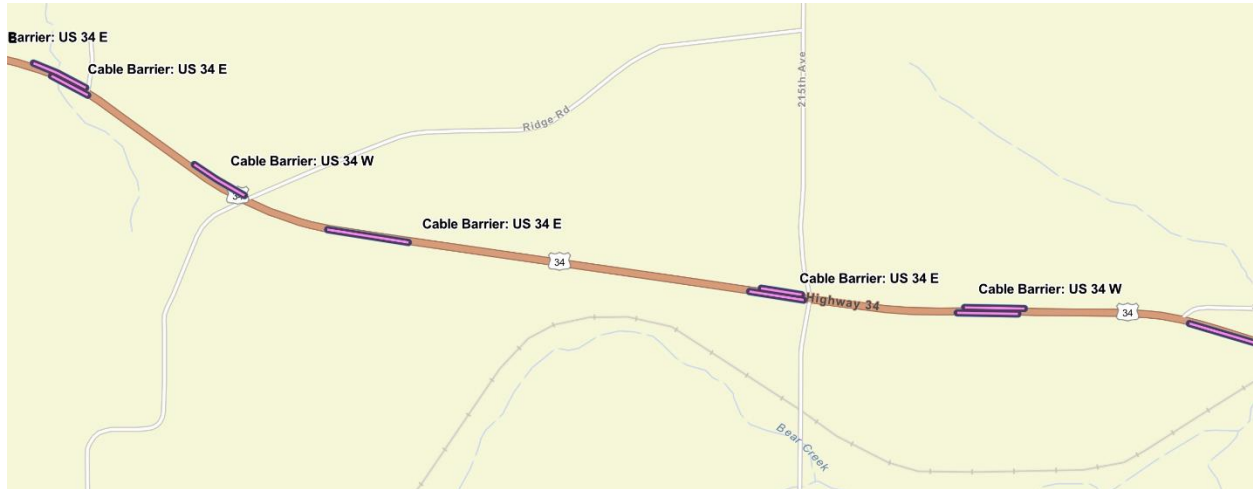 Barrier: US 34 E
Cable Barrier: US 34 E
215th Ave
Ridge Rd
Cable Barrier: US 34 W
34
Cable Barrier: US 34 E
34
Cable Barrier: US 34 E
Cable Barrier: US 34 W
Highway 34
34
Bear Creek